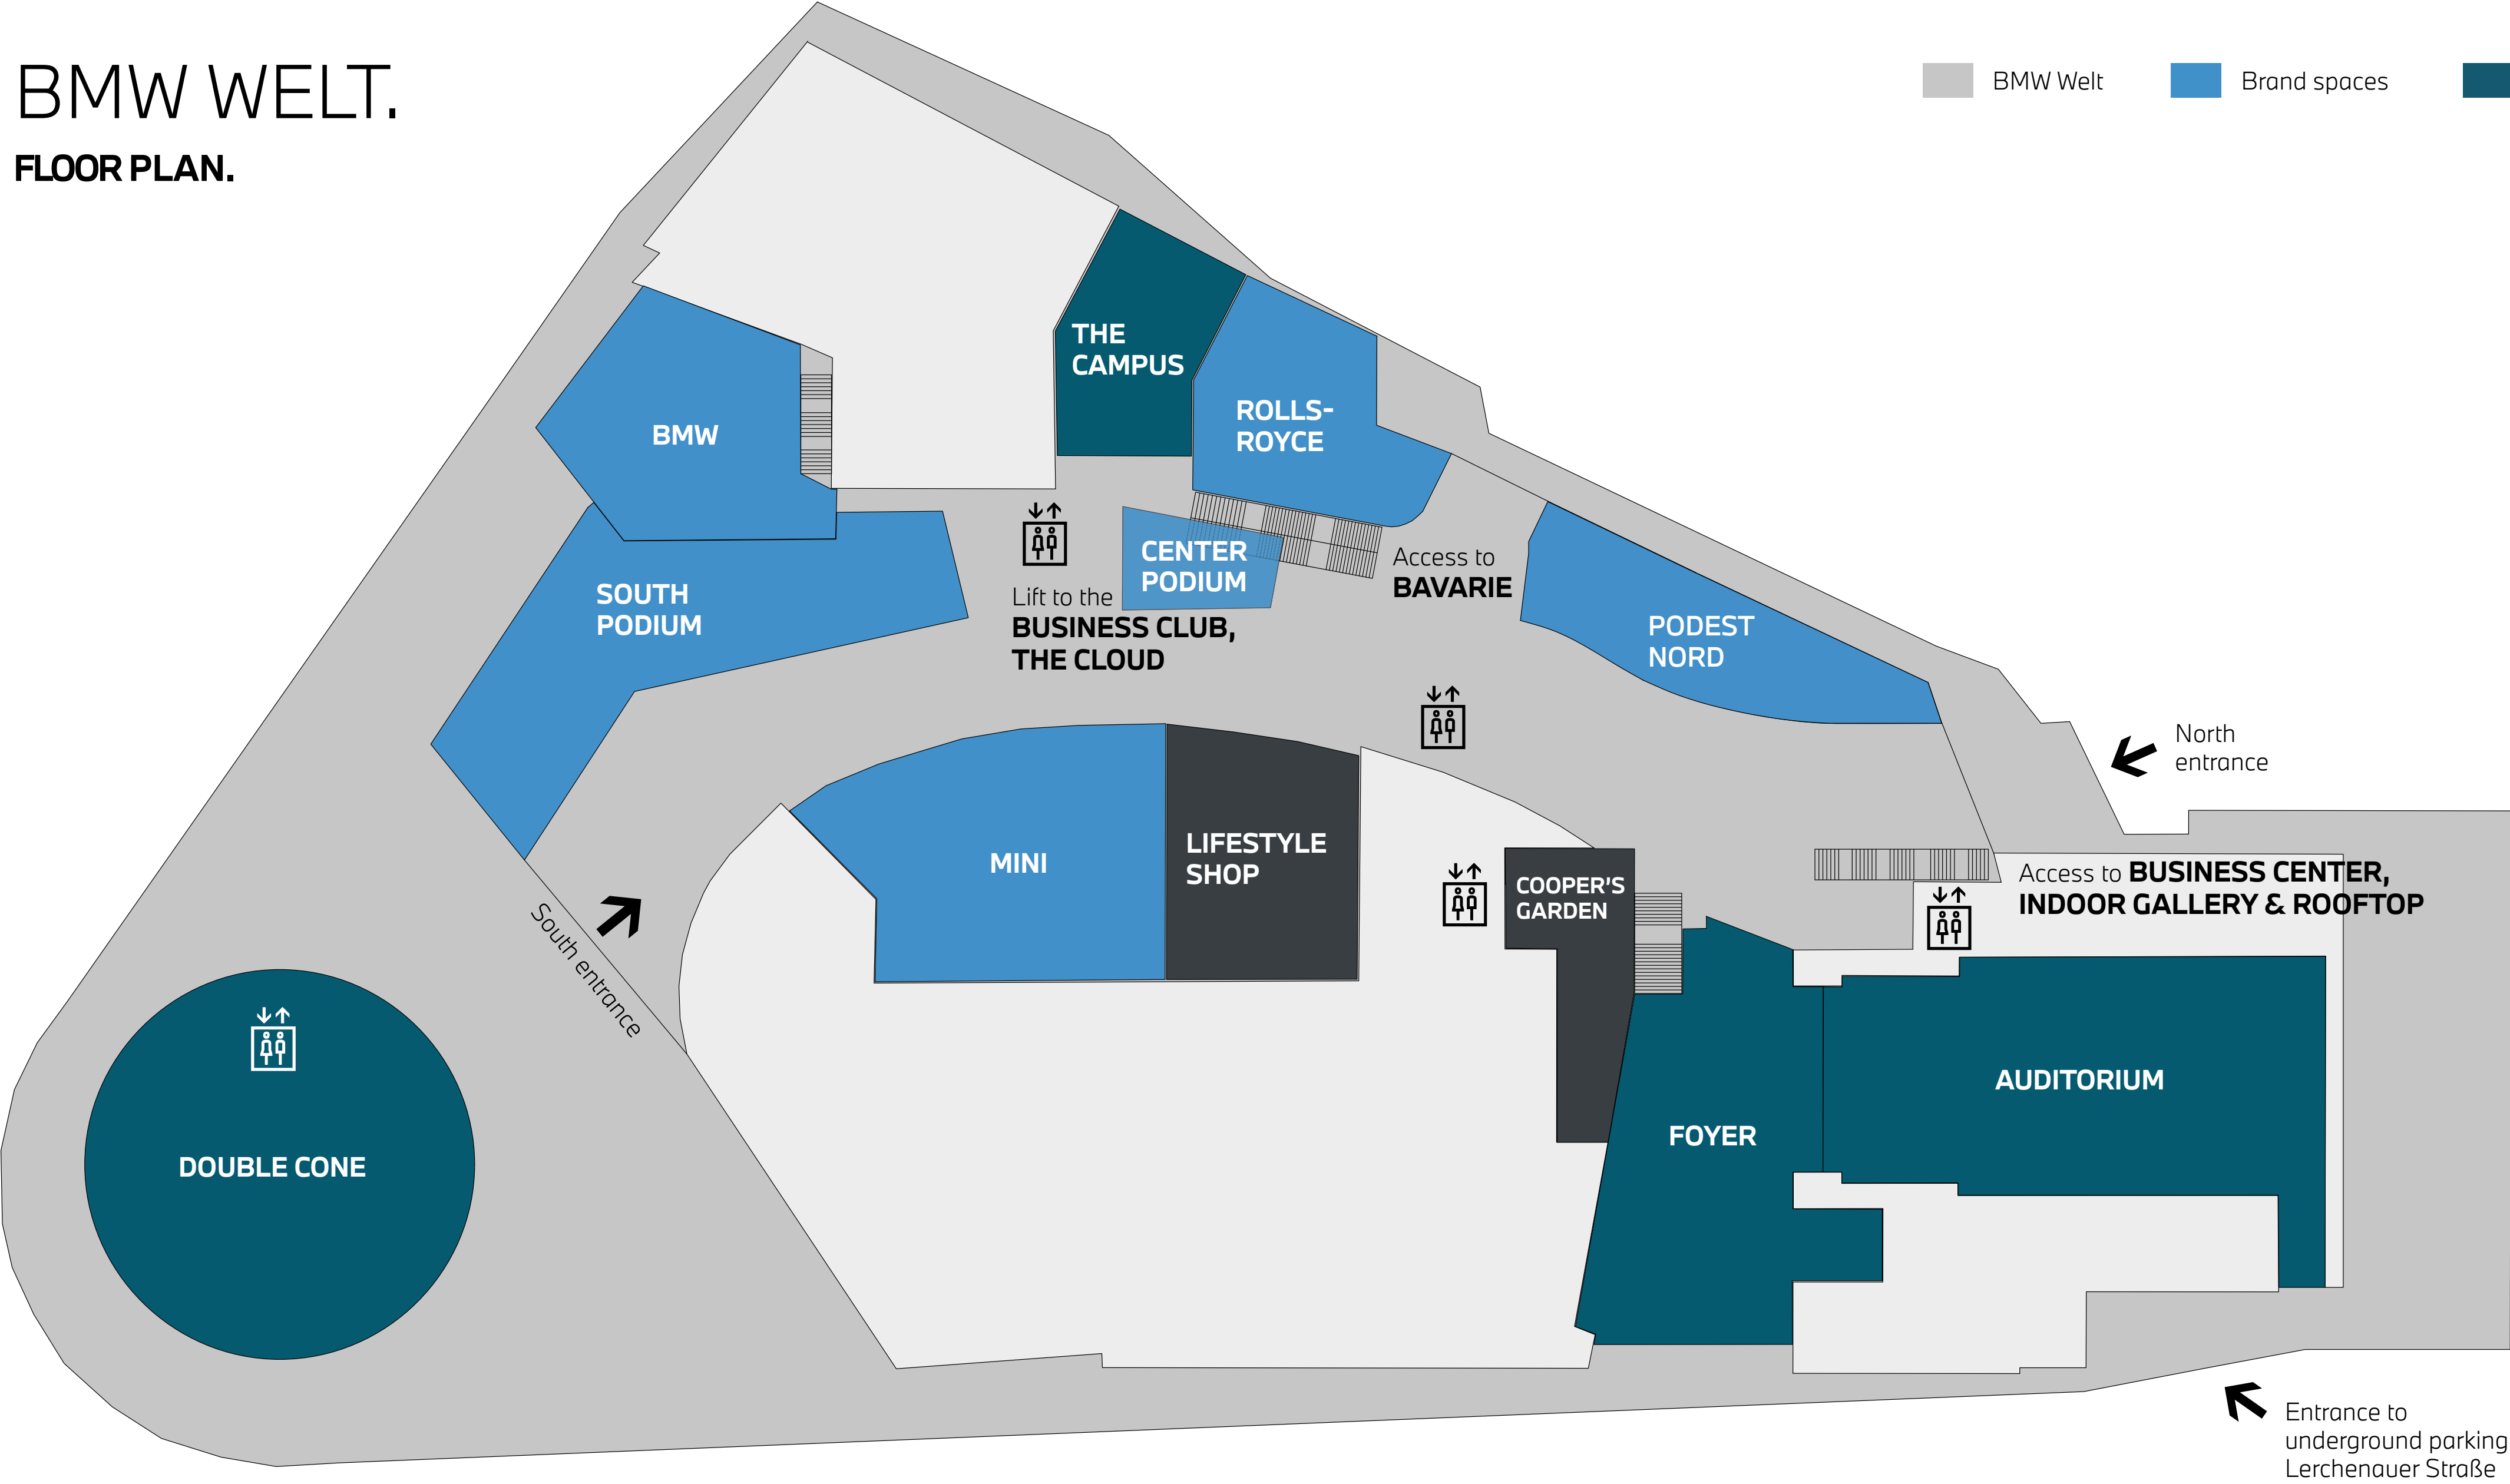 BMW WELT.
FLOOR PLAN.
BMW Welt
Brand spaces
THE
CAMPUS
ROLLS-
ROYCE
BMW
CENTER
PODIUM
Access to
BAVARIE
SOUTH
PODIUM
Lift to the
BUSINESS CLUB,
THE CLOUD
PODEST
NORD
North
entrance
MINI
LIFESTYLE
SHOP
COOPER'S
GARDEN
Access to BUSINESS CENTER,
INDOOR GALLERY & ROOFTOP
South entrance
DOUBLE CONE
FOYER
AUDITORIUM
Entrance to
underground parking
Lerchenauer Straße